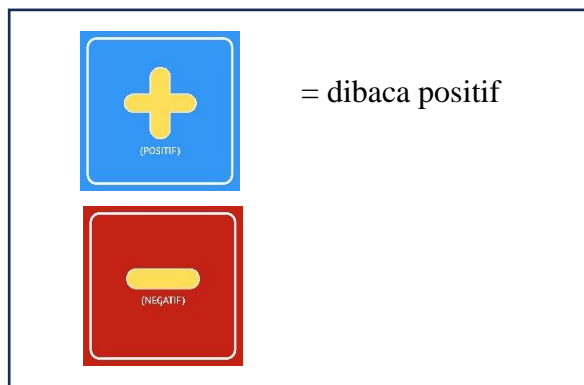 (POSITIF)
= dibaca positif
(NEGATIF)